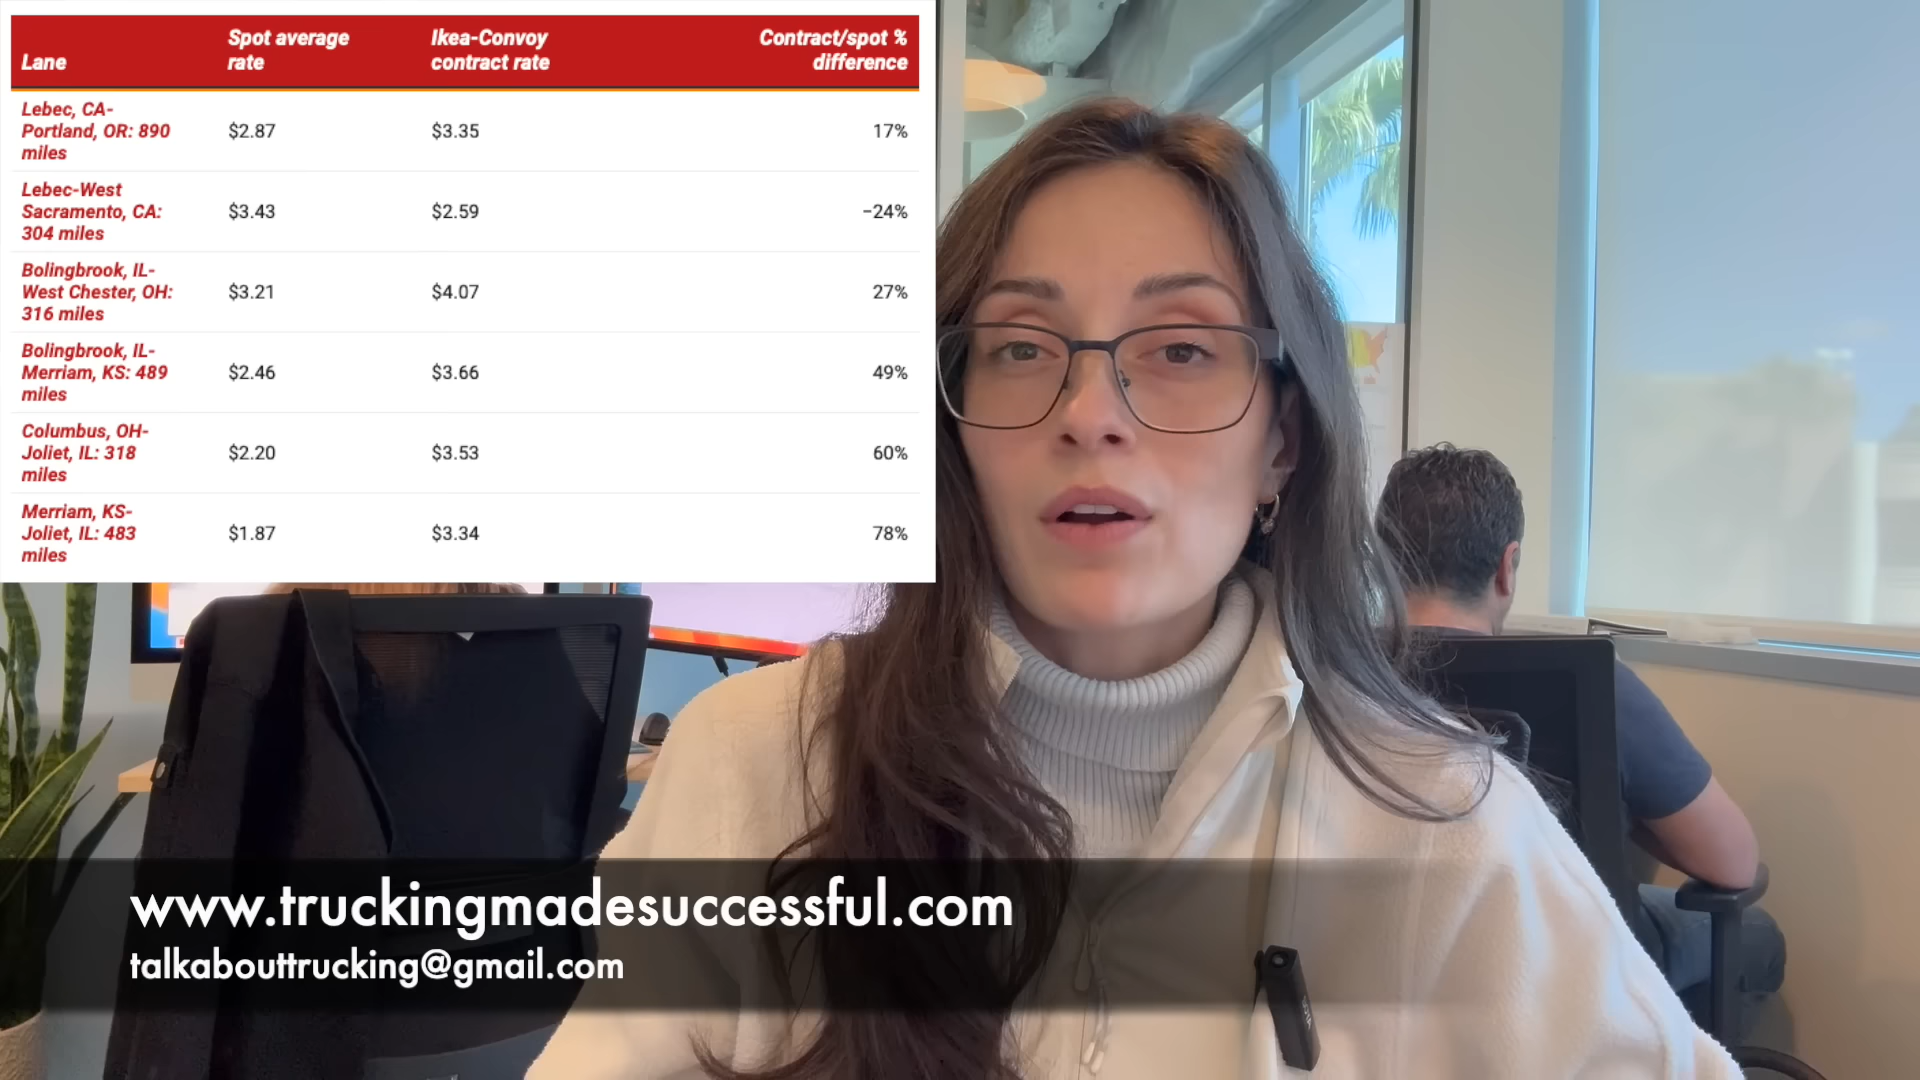 Lane Spot average rate Ikea-Convoy contract rate Contract/spot % difference
Lebec, CA-
Portland, OR: 890
miles
$2.87 $3.35 17%
Lebec-West
Sacramento, CA:
304 miles
$3.43 $2.59 −24%
Bolingbrook, IL-
West Chester, OH:
316 miles
$3.21 $4.07 27%
Bolingbrook, IL-
Merriam, KS: 489
miles
$2.46 $3.66 49%
Columbus, OH-
Joliet, IL: 318
miles
$2.20 $3.53 60%
Merriam, KS-
Joliet, IL: 483
miles
$1.87 $3.34 78%
www.truckingmadesuccessful.com
talkabouttrucking@gmail.com